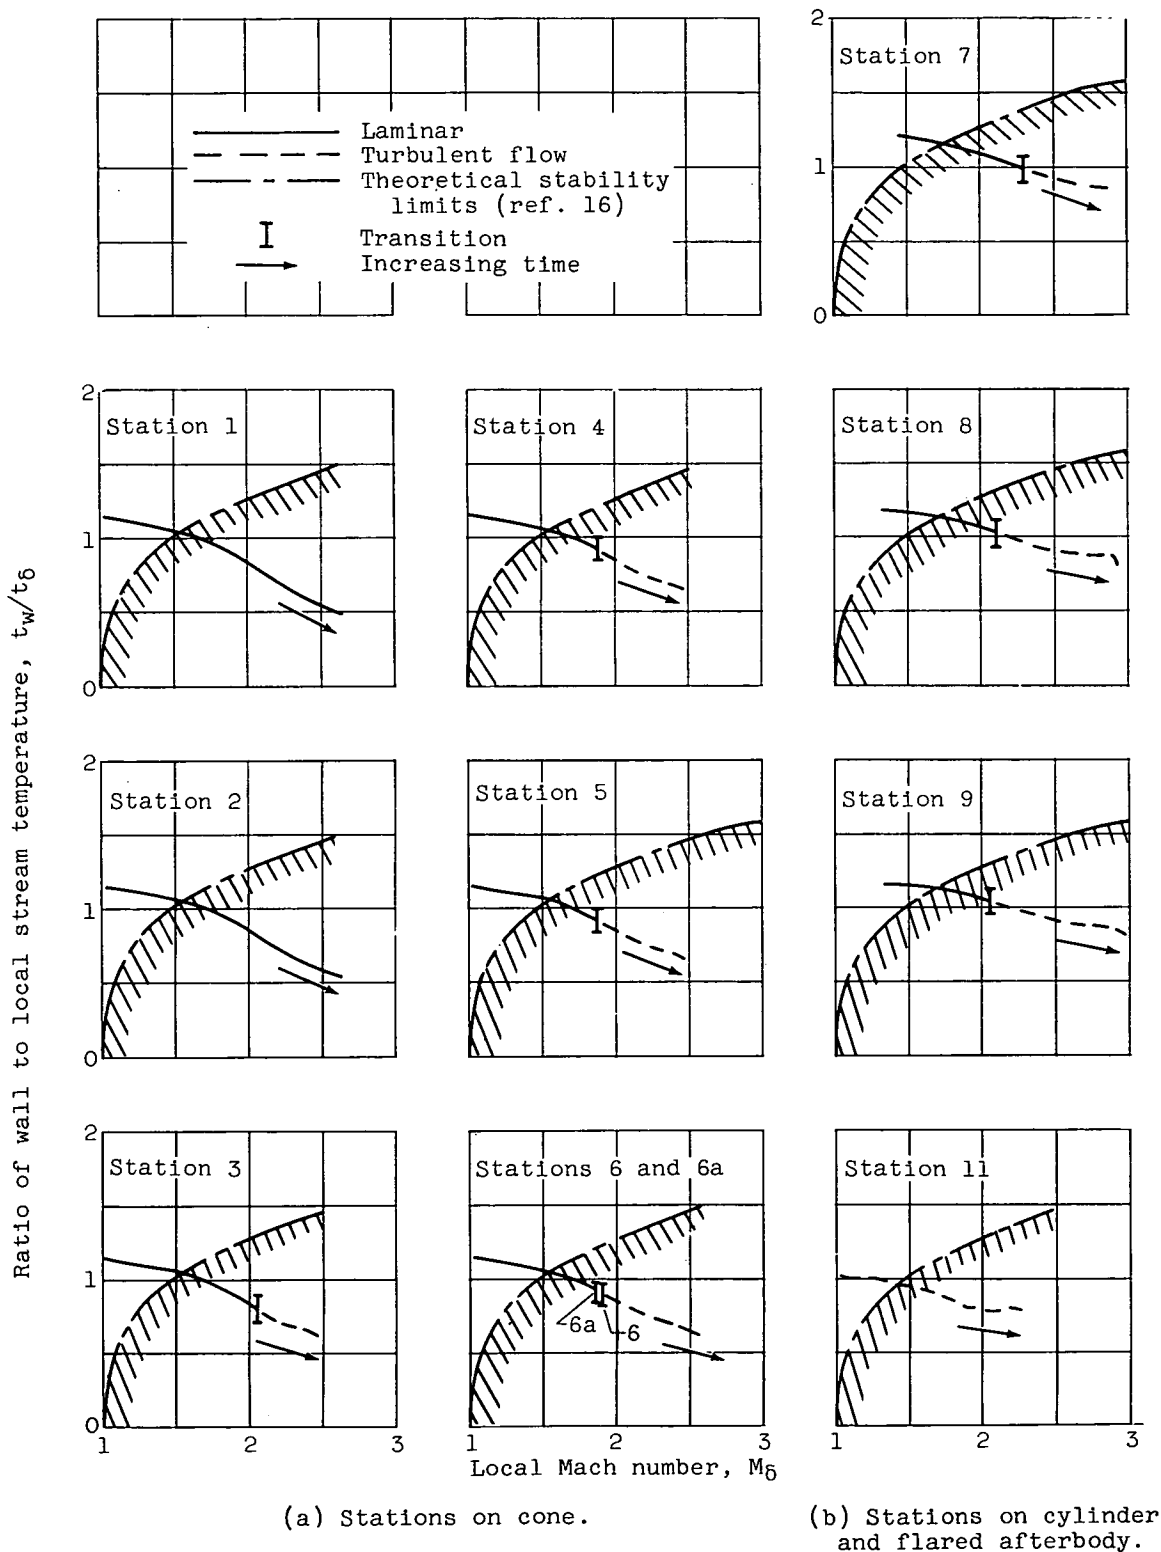 2
Station 7
Laminar
Turbulent flow
Theoretical stability
limits (ref. 16)
Transition
Increasing time
1
0
2
Station 1
Station 4
Station 8
1
0
2
Station 2
Station 5
Station 9
1
0
2
Station 3
Stations 6 and 6a
Station 11
1
6a
6
0
1 2 3
1 2 3
1 2 3
Ratio of wall to local stream temperature, tw/tδ
Local Mach number, Mδ
(a) Stations on cone.
(b) Stations on cylinder
and flared afterbody.